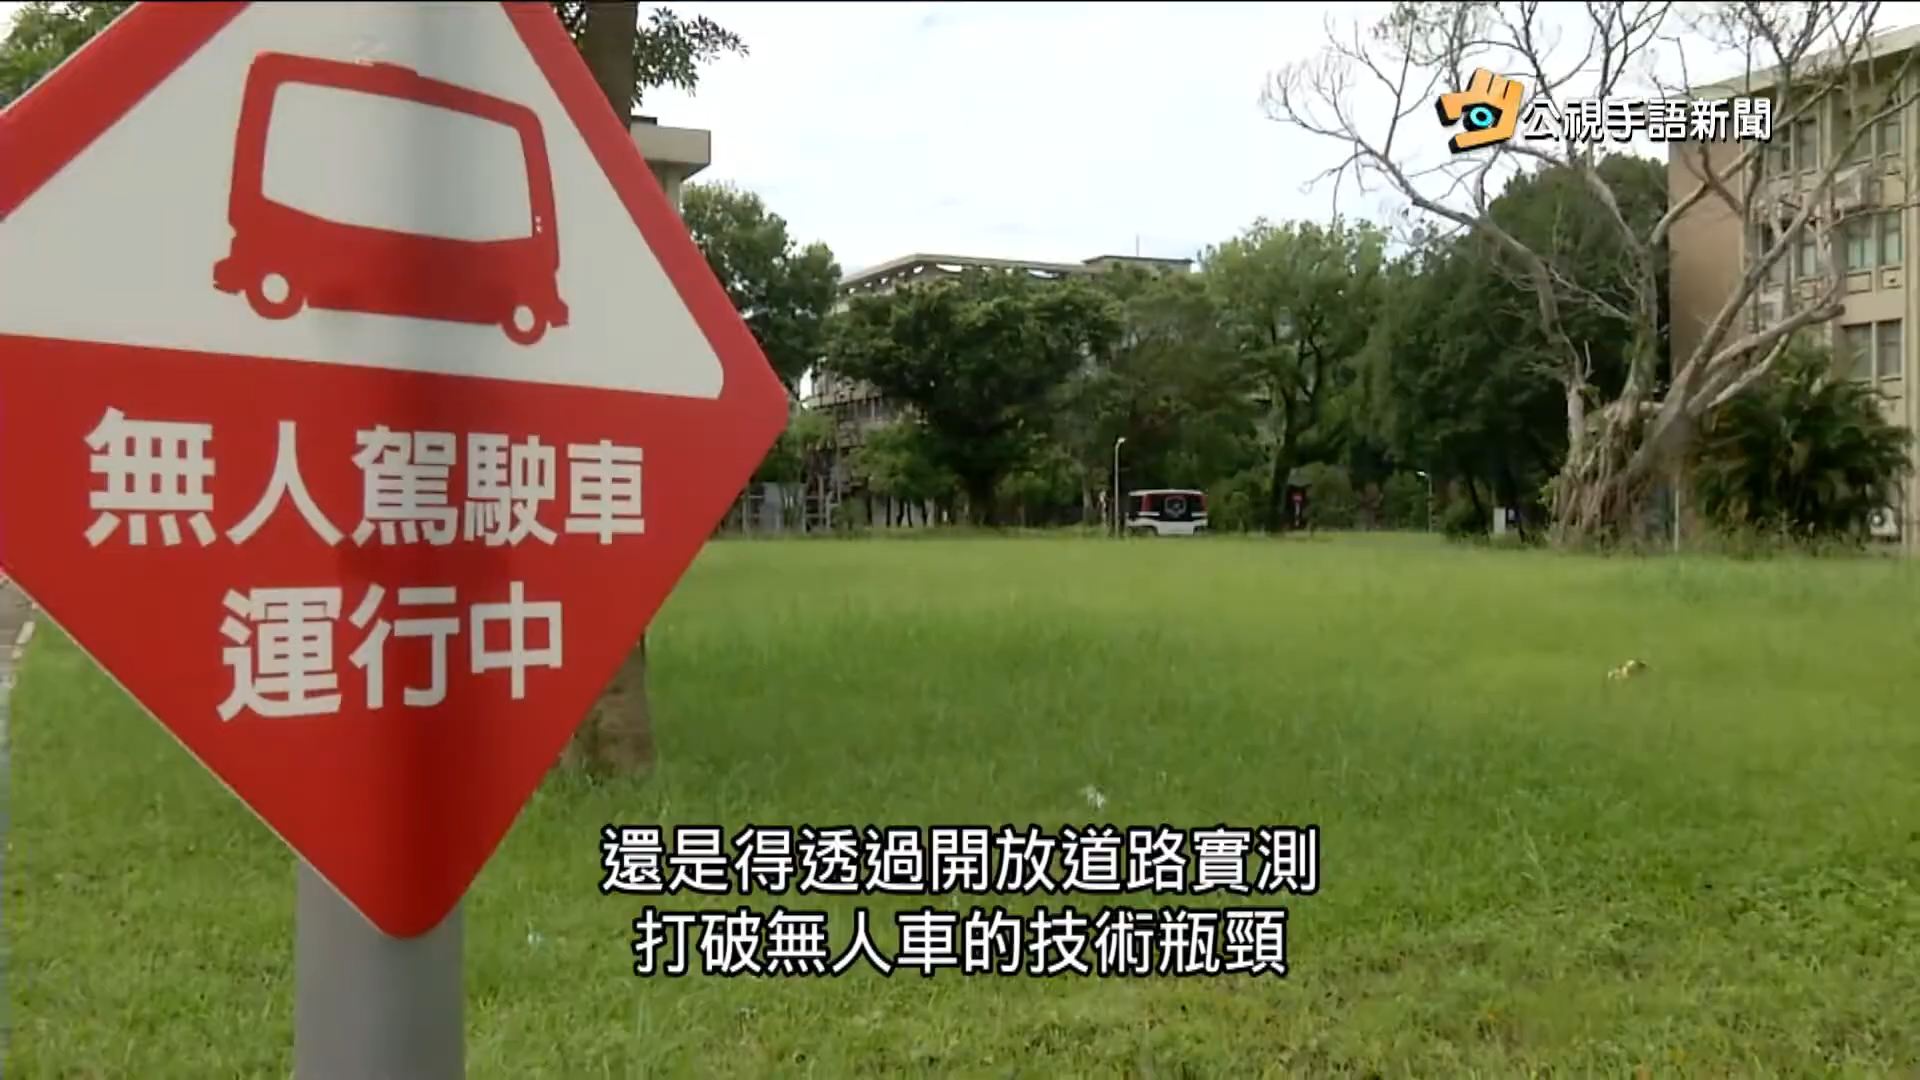 公視手語新聞
無人駕駛車
運行中
還是得透過開放道路實測
打破無人車的技術瓶頸